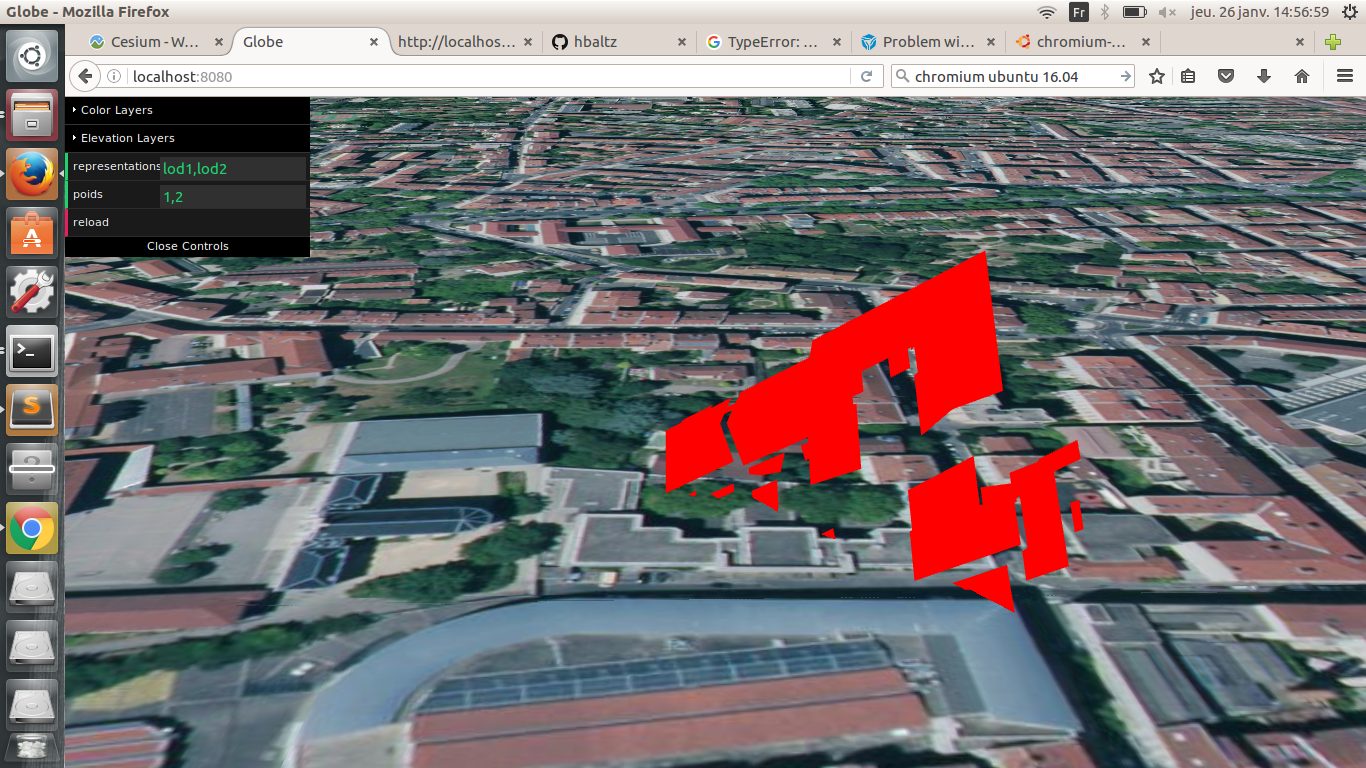 Globe - Mozilla Firefox
Fr
jeu. 26 janv. 14:56:59
Cesium - W…
Globe
http://localhos…
hbaltz
TypeError: …
Problem wi…
chromium-…
localhost:8080
chromium ubuntu 16.04
Color Layers
Elevation Layers
representations lod1,lod2
poids 1,2
reload
Close Controls